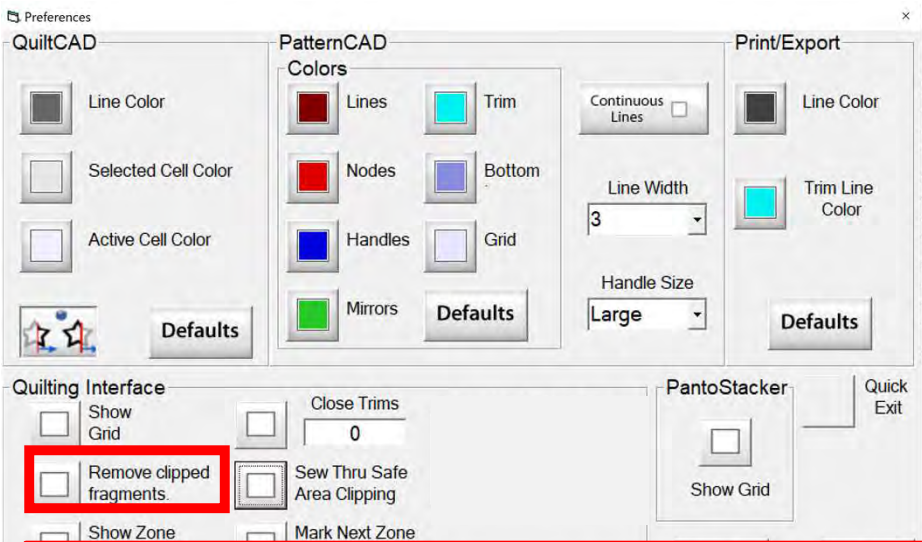 Preferences
QuiltCAD
Line Color
Selected Cell Color
Active Cell Color
Defaults
PatternCAD
Colors
Lines
Trim
Nodes
Bottom
Handles
Grid
Mirrors
Defaults
Continuous
Lines
Line Width
3
Handle Size
Large
Print/Export
Line Color
Trim Line
Color
Defaults
Quilting Interface
Show
Grid
Close Trims
0
Remove clipped
fragments.
Sew Thru Safe
Area Clipping
Show Zone
Mark Next Zone
PantoStacker
Show Grid
Quick
Exit